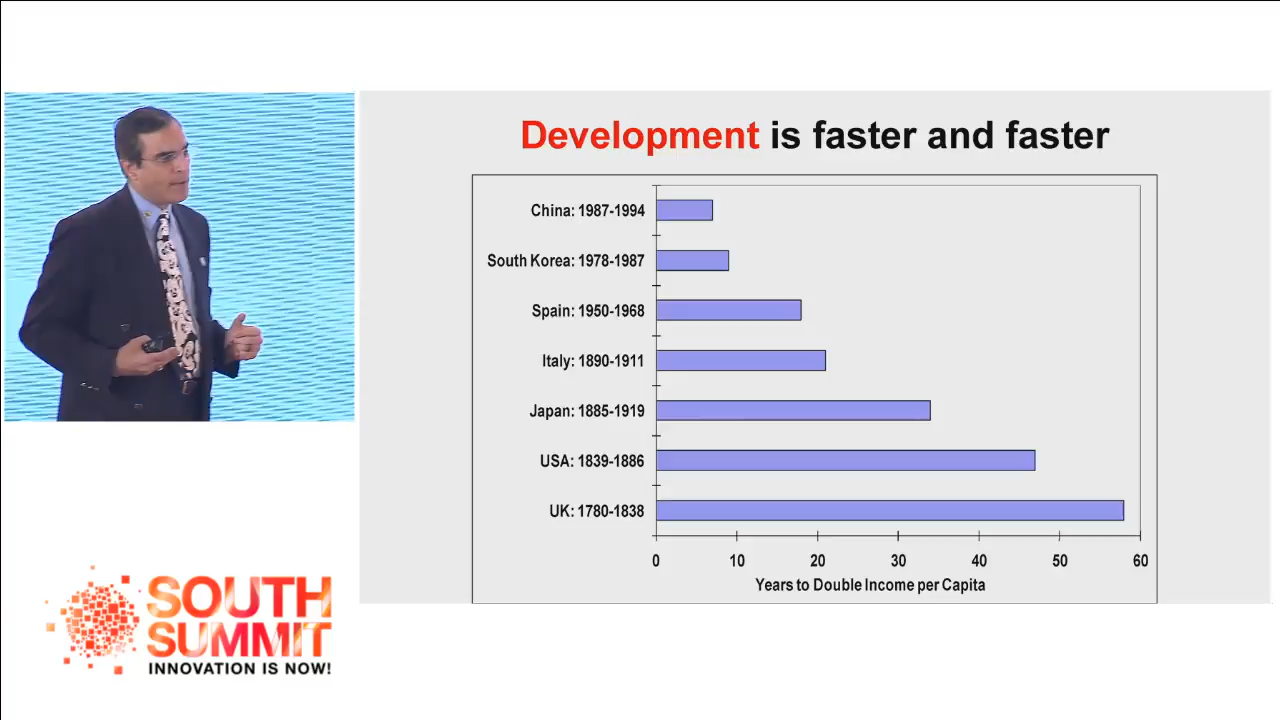 Development is faster and faster
China: 1987-1994
South Korea: 1978-1987
Spain: 1950-1968
Italy: 1890-1911
Japan: 1885-1919
USA: 1839-1886
UK: 1780-1838
0 10 20 30 40 50 60
Years to Double Income per Capita
SOUTH
SUMMIT
INNOVATION IS NOW!